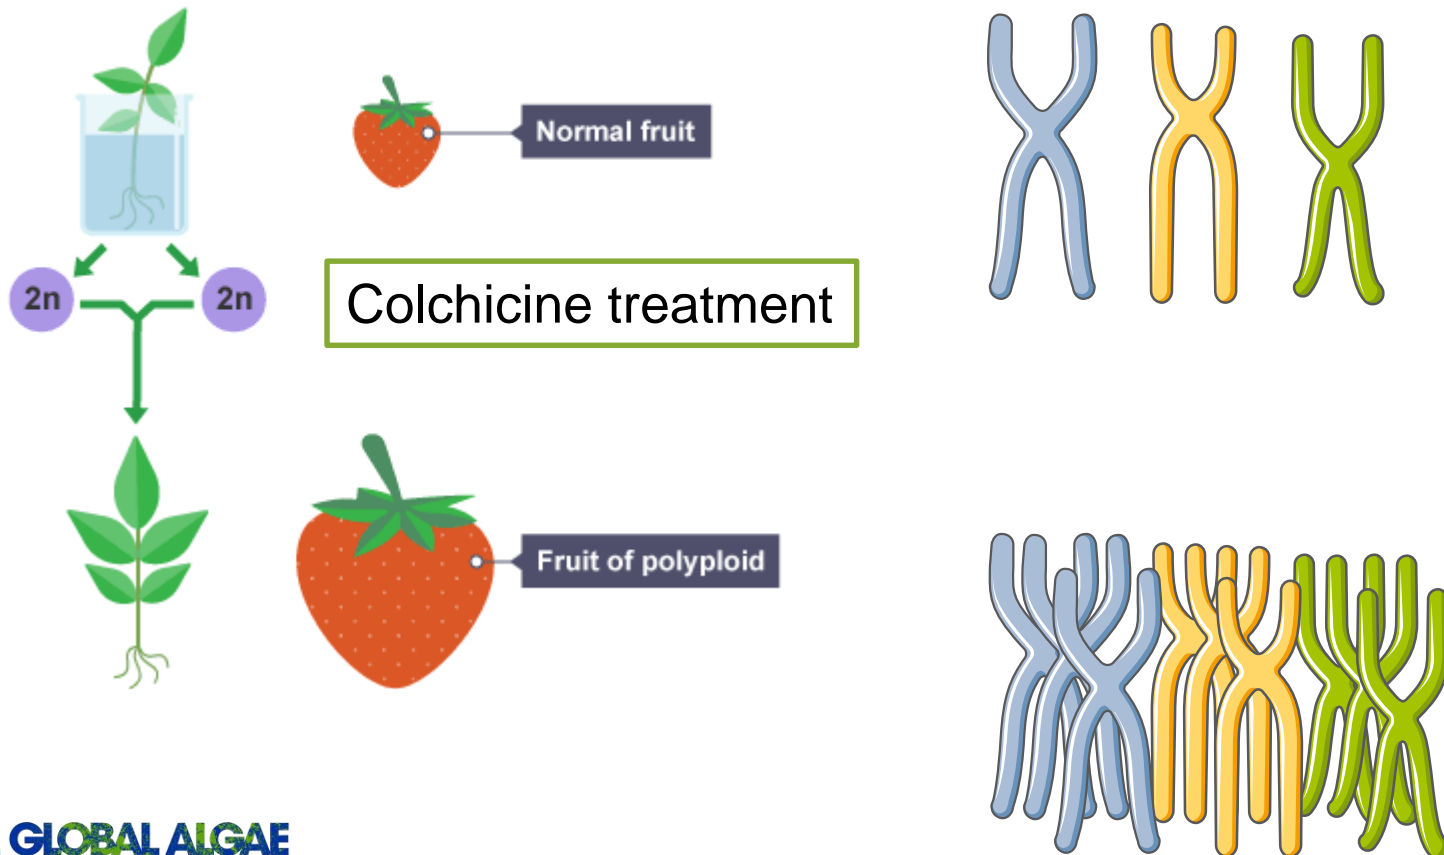 Normal fruit
2n
2n
Colchicine treatment
Fruit of polyploid
GLOBAL ALGAE